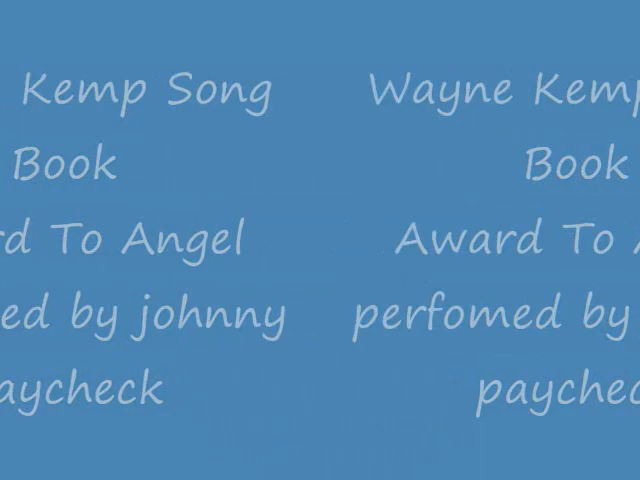 Kemp Song Wayne Kemp
Book Book
rd To Angel Award To A
ed by johnny perfomed by
aycheck paychec